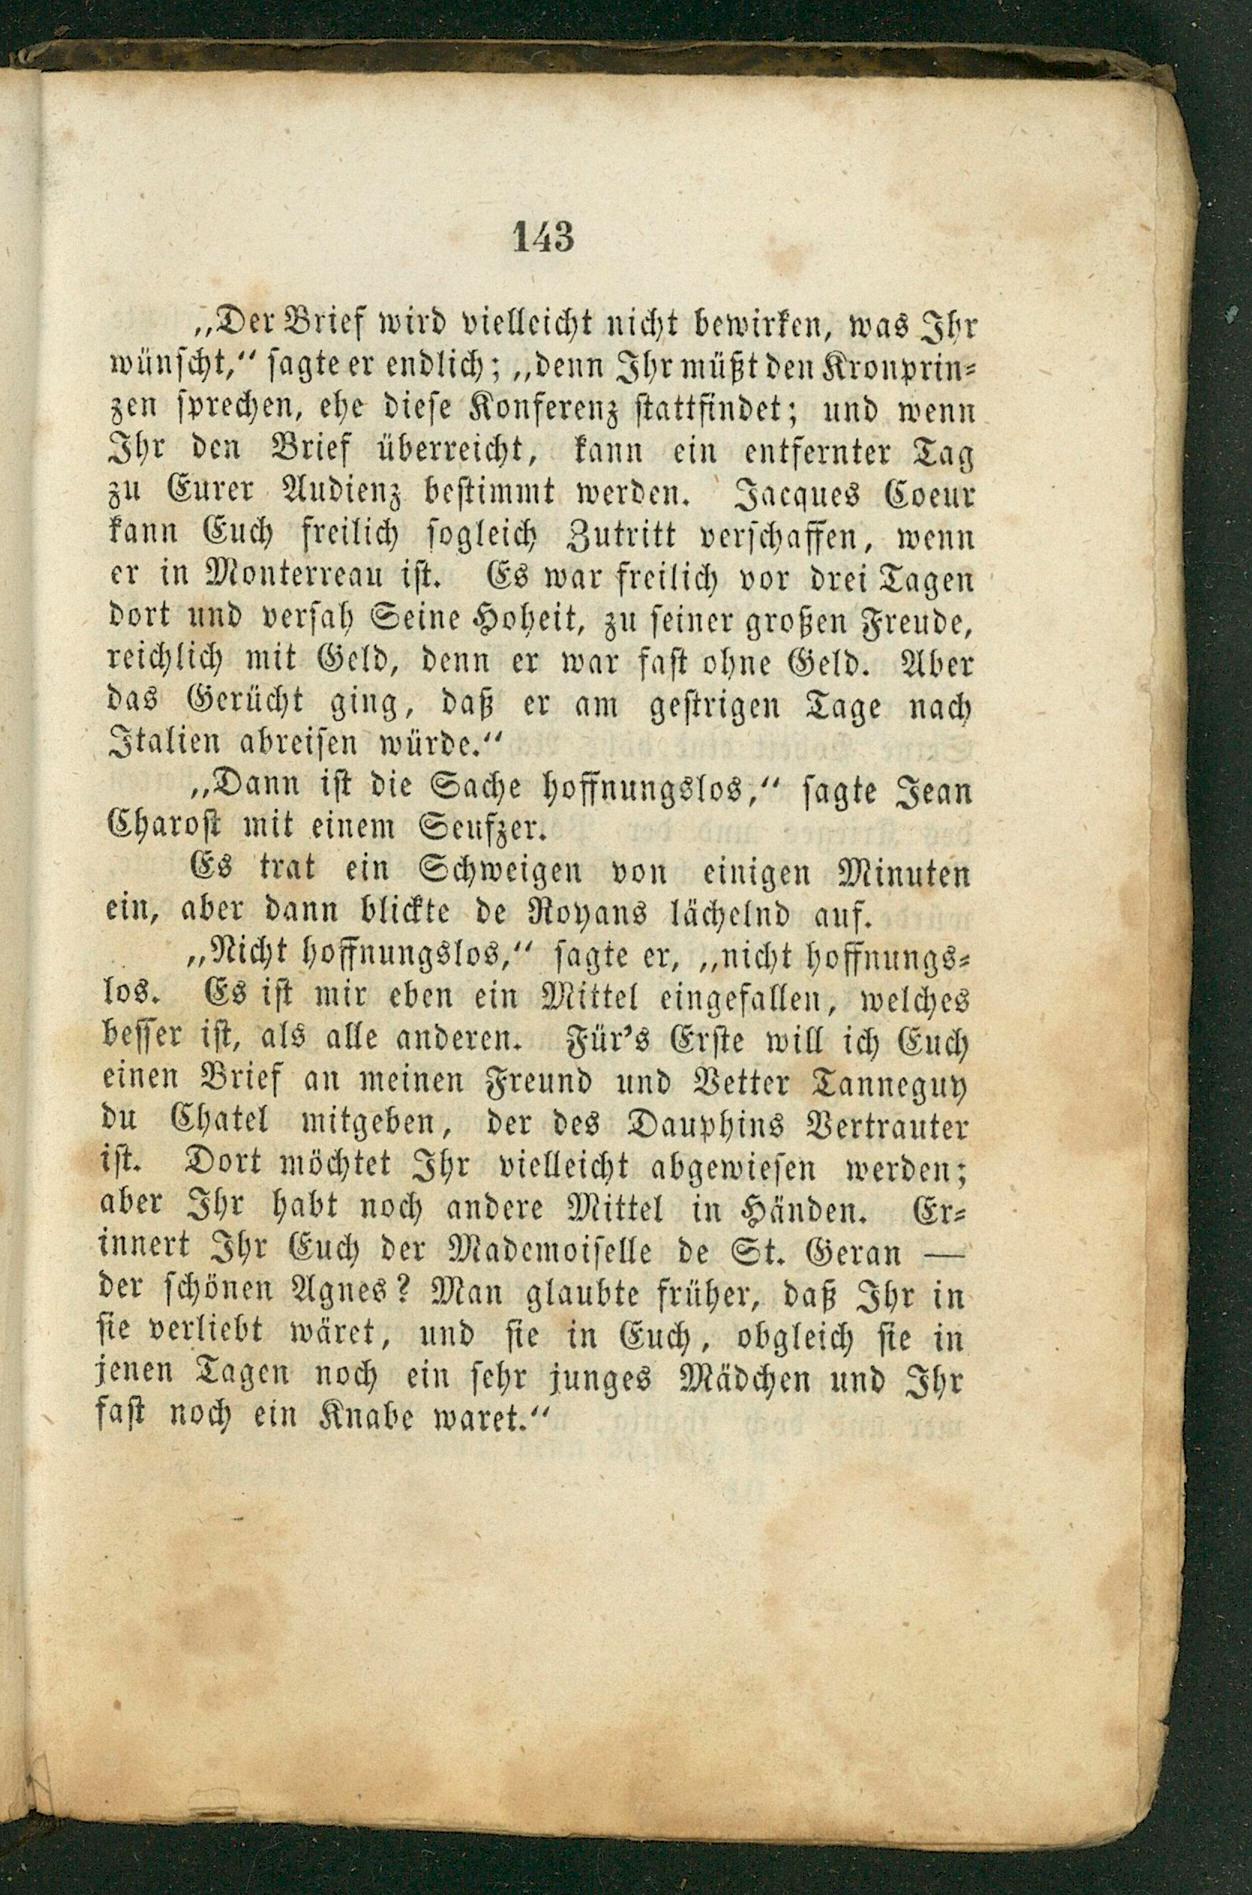 143
„Der Brief wird vielleicht nicht bewirken, was Ihr
wünscht,“ sagte er endlich; „denn Ihr müßt den Kronprin-
zen sprechen, ehe diese Konferenz stattfindet; und wenn
Ihr den Brief überreicht, kann ein entfernter Tag
zu Eurer Audienz bestimmt werden. Jacques Coeur
kann Euch freilich sogleich Zutritt verschaffen, wenn
er in Monterreau ist. Es war freilich vor drei Tagen
dort und versah Seine Hoheit, zu seiner großen Freude,
reichlich mit Geld, denn er war fast ohne Geld. Aber
das Gerücht ging, daß er am gestrigen Tage nach
Italien abreisen würde.“
„Dann ist die Sache hoffnungslos,“ sagte Jean
Charost mit einem Seufzer.
Es trat ein Schweigen von einigen Minuten
ein, aber dann blickte de Royans lächelnd auf.
„Nicht hoffnungslos,“ sagte er, „nicht hoffnungs-
los. Es ist mir eben ein Mittel eingefallen, welches
besser ist, als alle anderen. Für's Erste will ich Euch
einen Brief an meinen Freund und Vetter Tanneguy
du Chatel mitgeben, der des Dauphins Vertrauter
ist. Dort möchtet Ihr vielleicht abgewiesen werden;
aber Ihr habt noch andere Mittel in Händen. Er-
innert Ihr Euch der Mademoiselle de St. Geran —
der schönen Agnes? Man glaubte früher, daß Ihr in
sie verliebt wäret, und sie in Euch, obgleich sie in
jenen Tagen noch ein sehr junges Mädchen und Ihr
fast noch ein Knabe waret.“